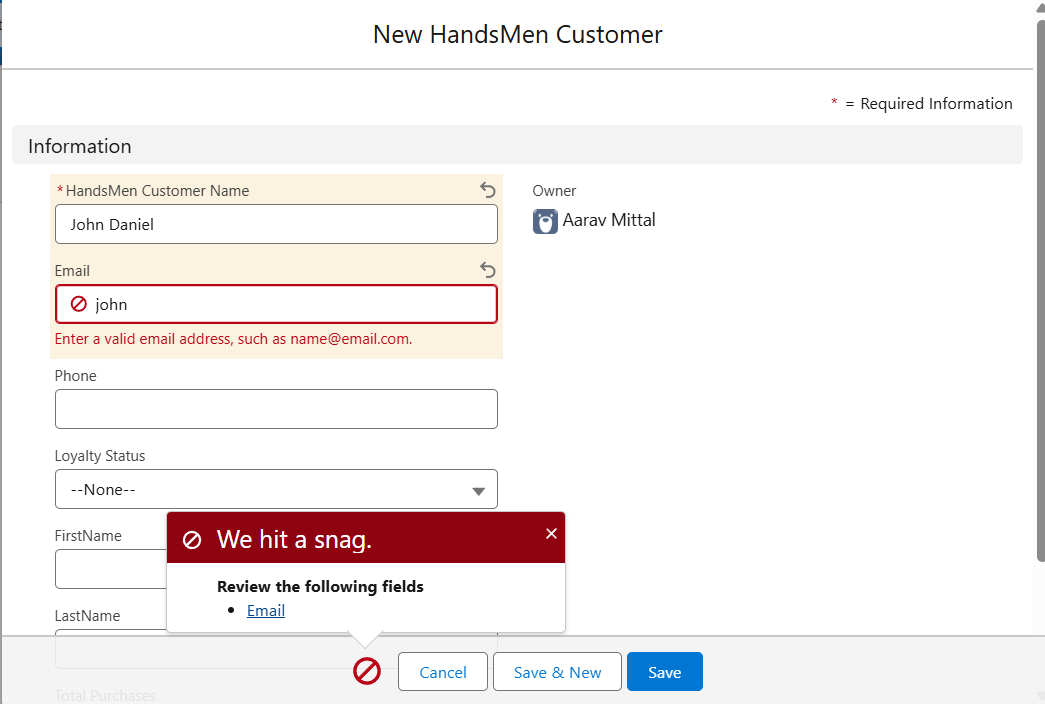 New HandsMen Customer
* = Required Information
Information
*HandsMen Customer Name
John Daniel
Owner
Aarav Mittal
Email
john
Enter a valid email address, such as name@email.com.
Phone
Loyalty Status
--None--
FirstName
We hit a snag.
Review the following fields
• Email
LastName
Total Purchases
Cancel
Save & New
Save